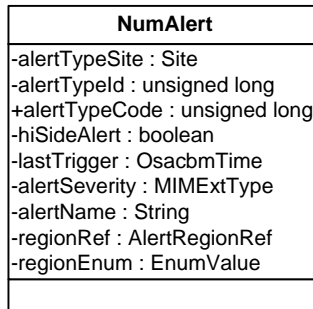 NumAlert
-alertTypeSite : Site
-alertTypeId : unsigned long
+alertTypeCode : unsigned long
-hiSideAlert : boolean
-lastTrigger : OsacbmTime
-alertSeverity : MIMExtType
-alertName : String
-regionRef : AlertRegionRef
-regionEnum : EnumValue